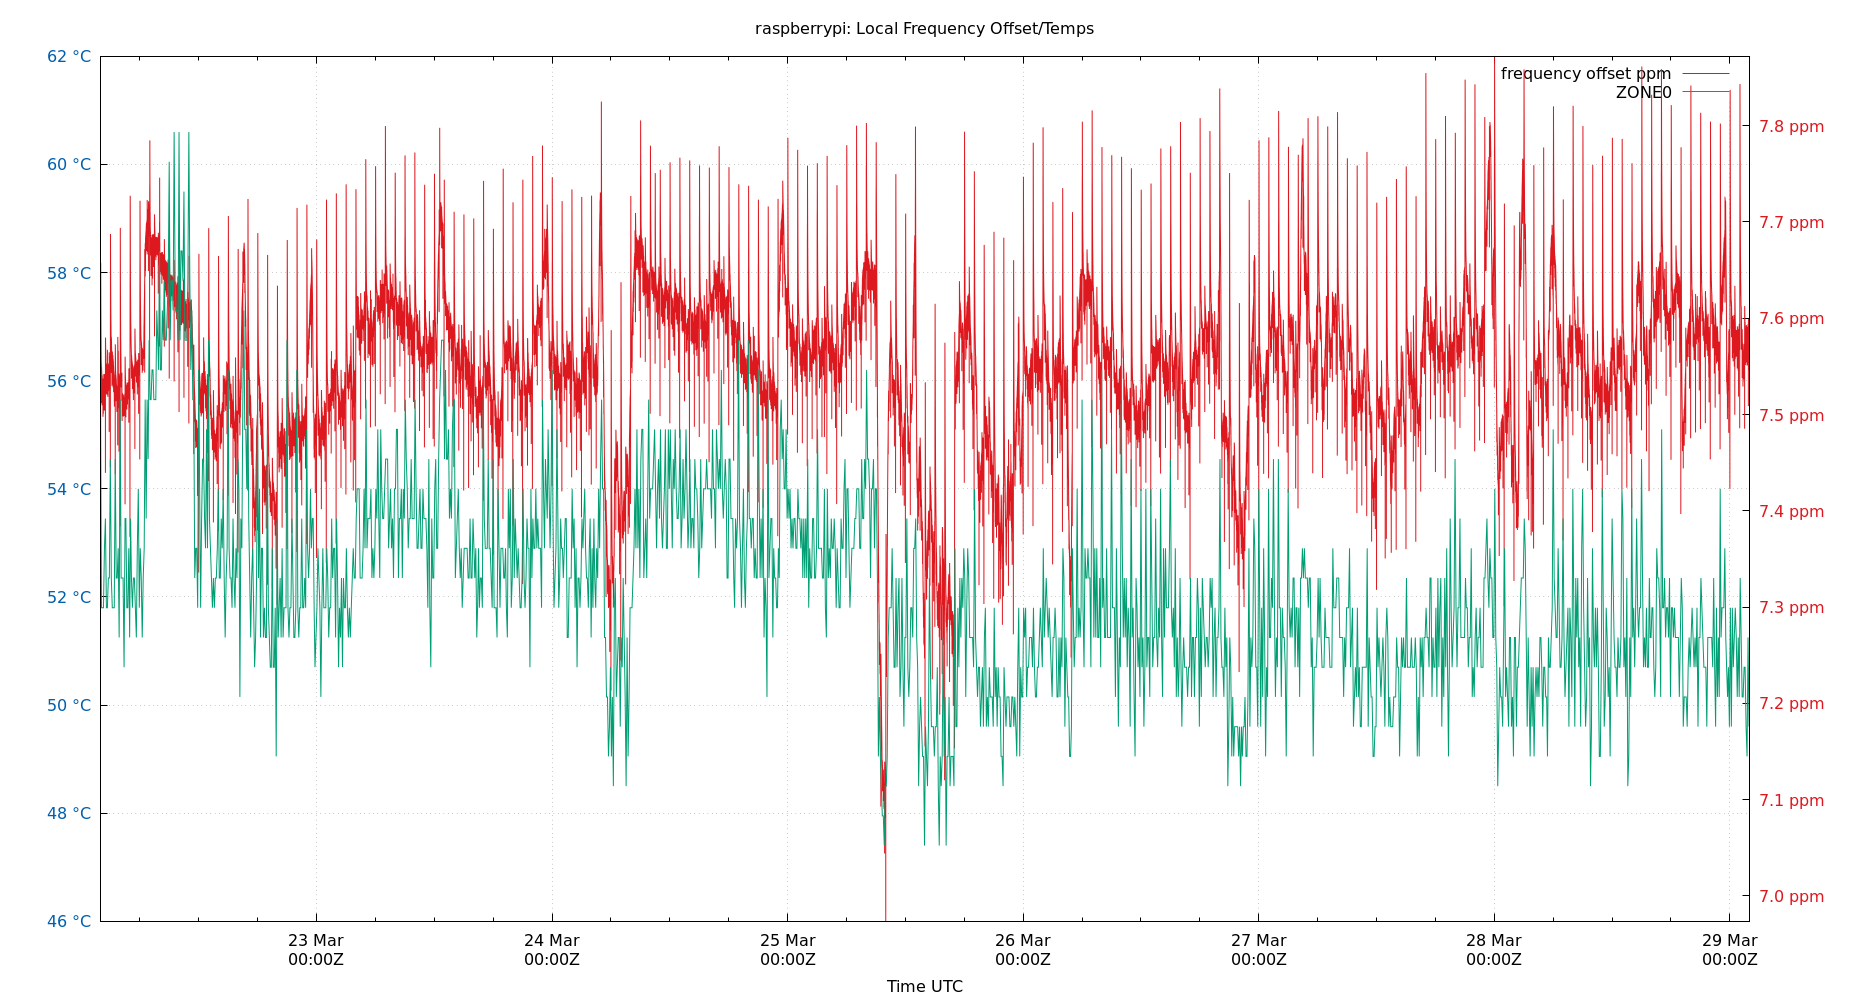 raspberrypi: Local Frequency Offset/Temps
62 °C
60 °C
58 °C
56 °C
54 °C
52 °C
50 °C
48 °C
46 °C
frequency offset ppm
ZONE0
7.8 ppm
7.7 ppm
7.6 ppm
7.5 ppm
7.4 ppm
7.3 ppm
7.2 ppm
7.1 ppm
7.0 ppm
23 Mar 24 Mar 25 Mar 26 Mar 27 Mar 28 Mar 29 Mar
00:00Z 00:00Z 00:00Z 00:00Z 00:00Z 00:00Z 00:00Z
Time UTC